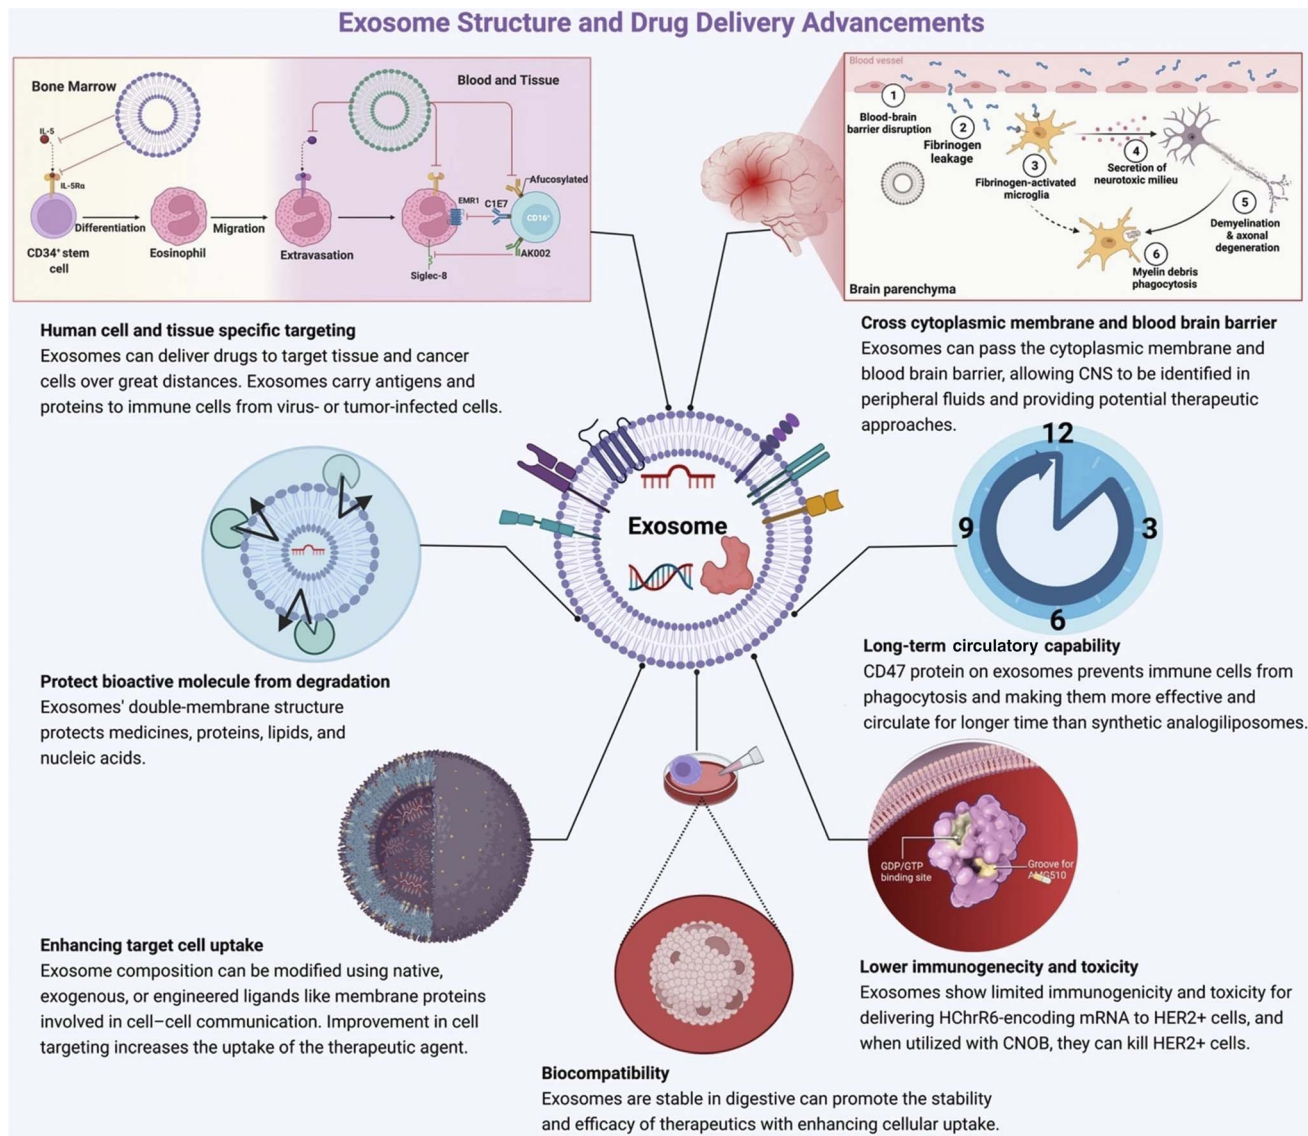 Exosome Structure and Drug Delivery Advancements
Bone Marrow
Blood and Tissue
IL-5
IL-5Rα
Afucosylated
EMR1
C1E7
CD16⁺
Differentiation
Migration
CD34⁺ stem
cell
Eosinophil
Extravasation
AK002
Siglec-8
Blood vessel
1
Blood-brain
barrier disruption
2
Fibrinogen
leakage
3
Fibrinogen-activated
microglia
4
Secretion of
neurotoxic milieu
5
Demyelination
& axonal
degeneration
6
Myelin debris
phagocytosis
Brain parenchyma
Human cell and tissue specific targeting
Exosomes can deliver drugs to target tissue and cancer
cells over great distances. Exosomes carry antigens and
proteins to immune cells from virus- or tumor-infected cells.
Cross cytoplasmic membrane and blood brain barrier
Exosomes can pass the cytoplasmic membrane and
blood brain barrier, allowing CNS to be identified in
peripheral fluids and providing potential therapeutic
approaches.
Exosome
12
9
3
6
Protect bioactive molecule from degradation
Exosomes' double-membrane structure
protects medicines, proteins, lipids, and
nucleic acids.
Long-term circulatory capability
CD47 protein on exosomes prevents immune cells from
phagocytosis and making them more effective and
circulate for longer time than synthetic analogiliposomes.
GDP/GTP
binding site
Groove for
AMG510
Enhancing target cell uptake
Exosome composition can be modified using native,
exogenous, or engineered ligands like membrane proteins
involved in cell–cell communication. Improvement in cell
targeting increases the uptake of the therapeutic agent.
Lower immunogenecity and toxicity
Exosomes show limited immunogenicity and toxicity for
delivering HChrR6-encoding mRNA to HER2+ cells, and
when utilized with CNOB, they can kill HER2+ cells.
Biocompatibility
Exosomes are stable in digestive can promote the stability
and efficacy of therapeutics with enhancing cellular uptake.